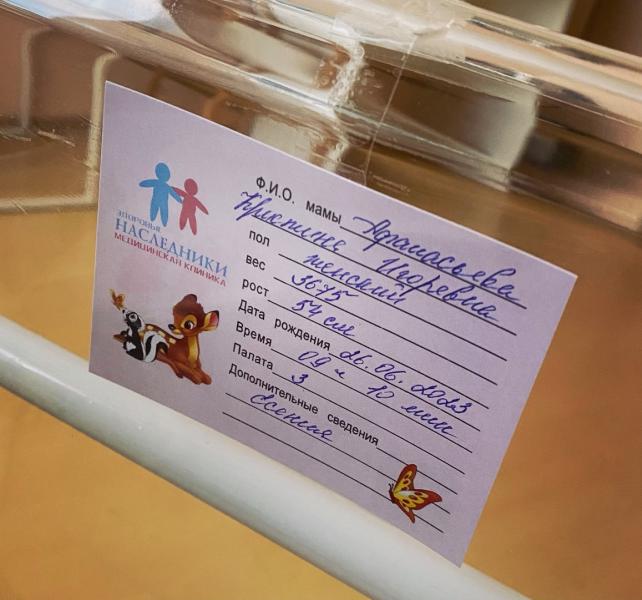 ЗДОРОВЫЕ
НАСЛЕДНИКИ
МЕДИЦИНСКАЯ КЛИНИКА
Ф.И.О. мамы Афанасьева
Кристине Игоревна
пол женский
вес 3675
рост 54 см
Дата рождения 26.06.2023
Время 09 ч 10 мин
Палата 3
Дополнительные сведения
Есения